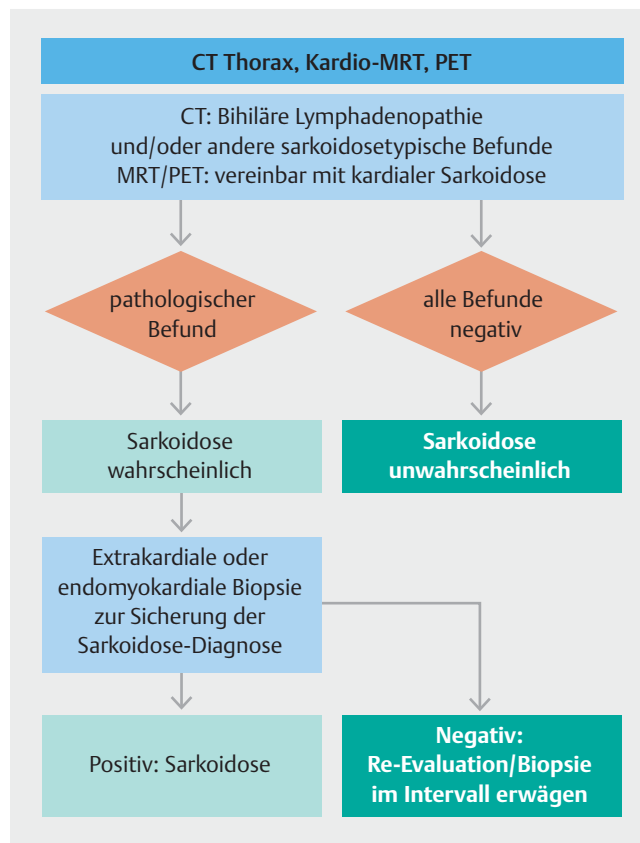 CT Thorax, Kardio-MRT, PET
CT: Bihiläre Lymphadenopathie
und/oder andere sarkoidosetypische Befunde
MRT/PET: vereinbar mit kardialer Sarkoidose
pathologischer
Befund
alle Befunde
negativ
Sarkoidose
wahrscheinlich
Sarkoidose
unwahrscheinlich
Extrakardiale oder
endomyokardiale Biopsie
zur Sicherung der
Sarkoidose-Diagnose
Positiv: Sarkoidose
Negativ:
Re-Evaluation/Biopsie
im Intervall erwägen